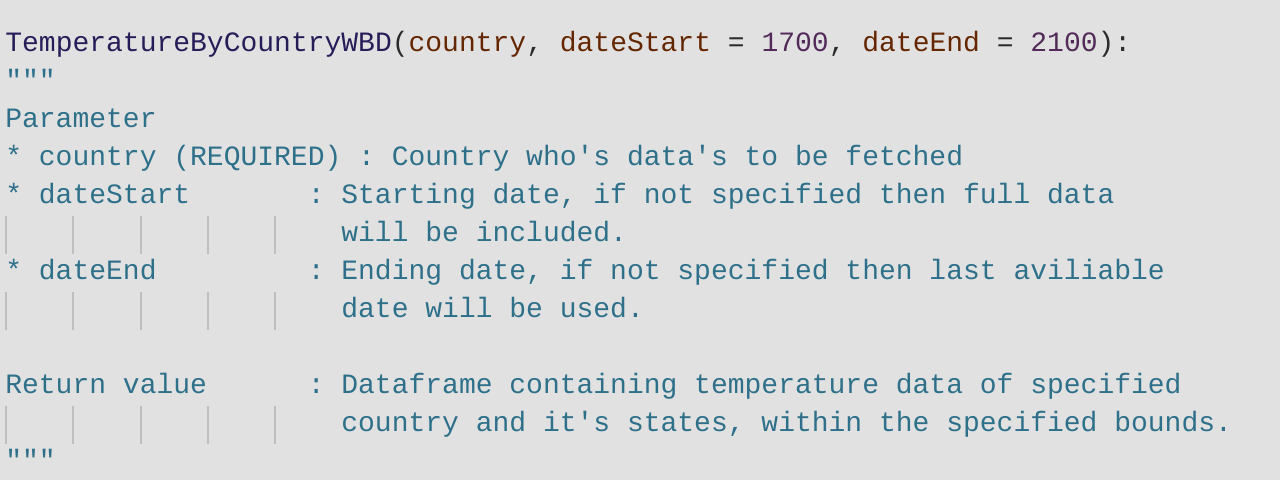 TemperatureByCountryWBD(country, dateStart = 1700, dateEnd = 2100):
"""
Parameter
* country (REQUIRED) : Country who's data's to be fetched
* dateStart       : Starting date, if not specified then full data
will be included.
* dateEnd         : Ending date, if not specified then last aviliable
date will be used.
Return value      : Dataframe containing temperature data of specified
country and it's states, within the specified bounds.
"""